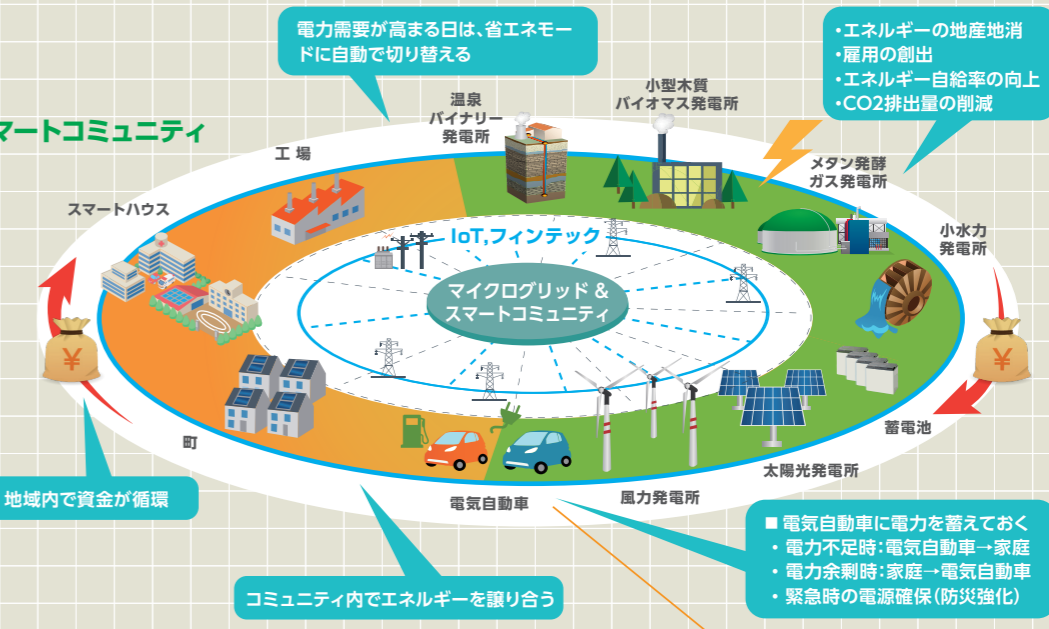 電力需要が高まる日は、省エネモー
ドに自動で切り替える
・エネルギーの地産地消
・雇用の創出
・エネルギー自給率の向上
・CO2排出量の削減
マートコミュニティ
工場
温泉
バイナリー
発電所
小型木質
バイオマス発電所
メタン発酵
ガス発電所
スマートハウス
小水力
発電所
IoT,フィンテック
マイクログリッド &
スマートコミュニティ
¥
¥
町
蓄電池
太陽光発電所
風力発電所
電気自動車
地域内で資金が循環
コミュニティ内でエネルギーを譲り合う
■ 電気自動車に電力を蓄えておく
・ 電力不足時:電気自動車→家庭
・ 電力余剰時:家庭→電気自動車
・ 緊急時の電源確保(防災強化)